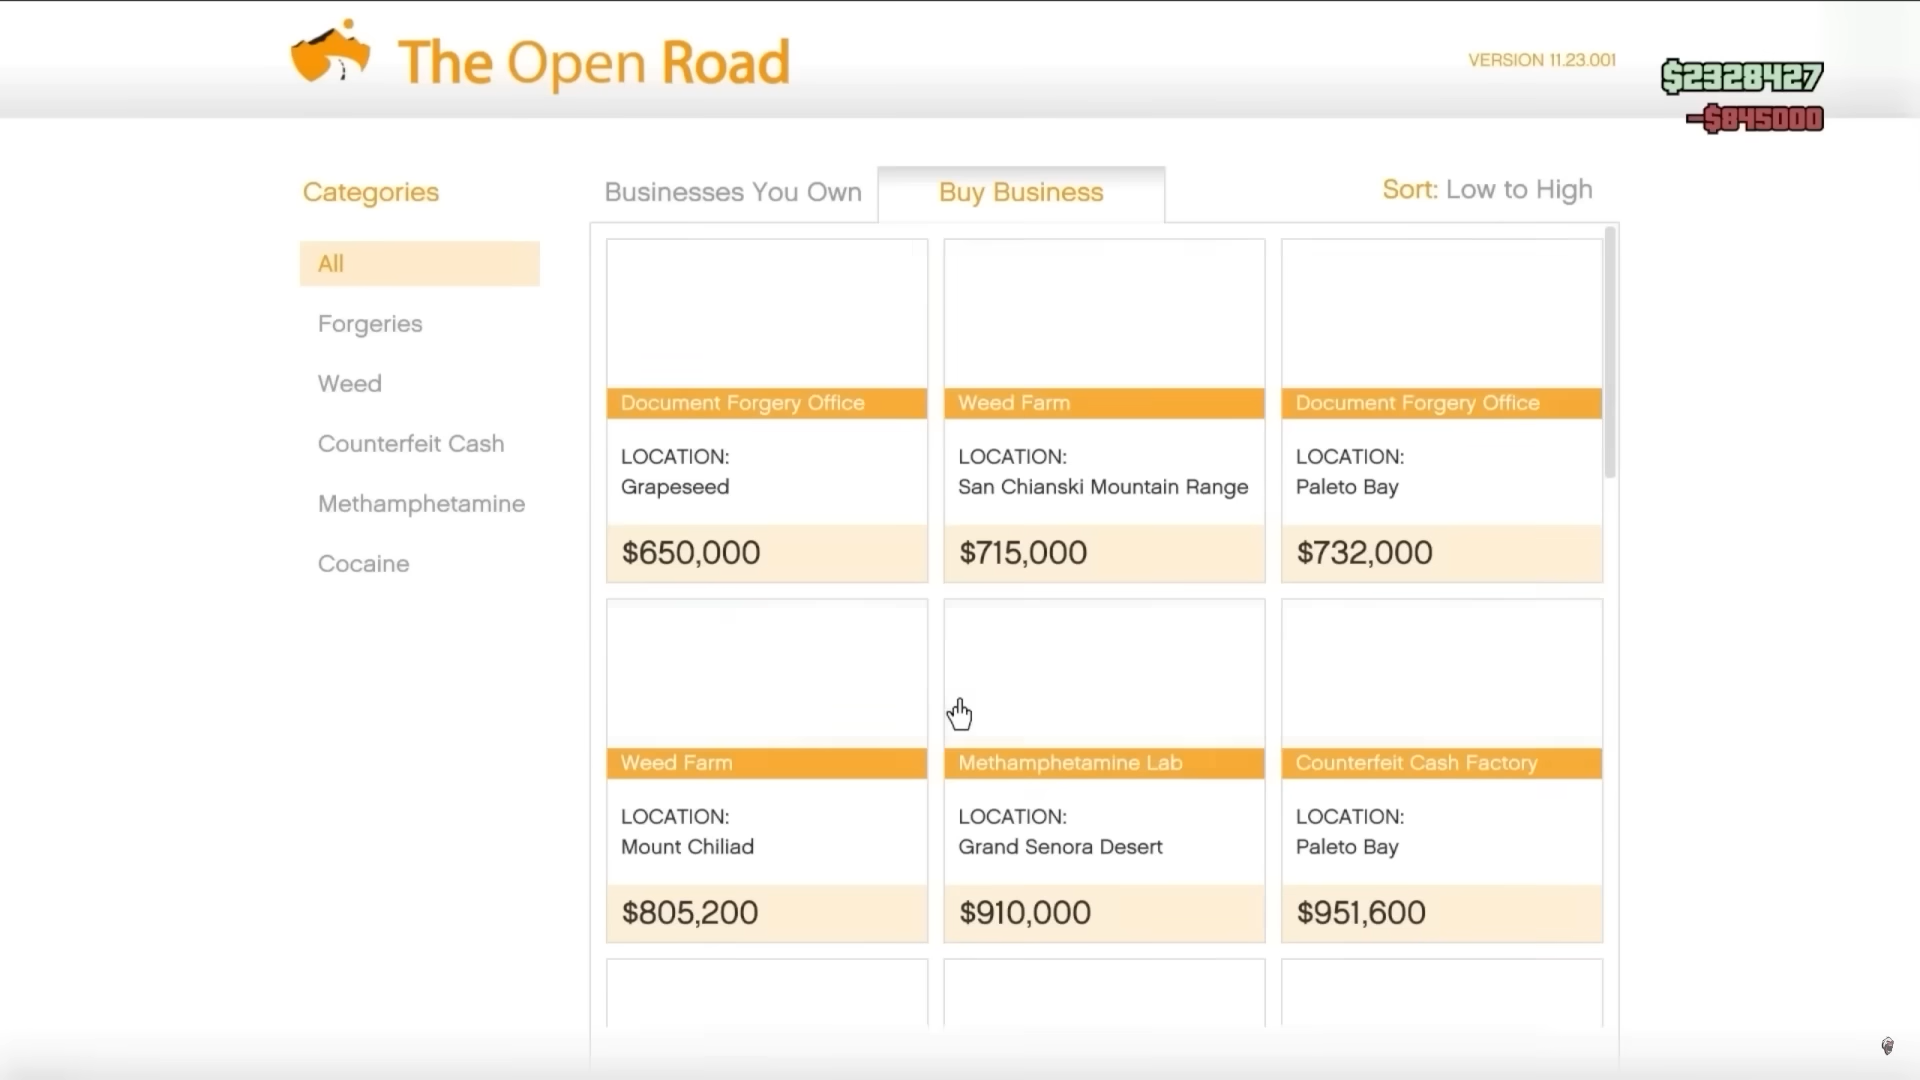 The Open Road
VERSION 11.23.001
$2328427
-$845000
Categories
Businesses You Own
Buy Business
Sort: Low to High
All
Forgeries
Weed
Counterfeit Cash
Methamphetamine
Cocaine
Document Forgery Office
LOCATION:
Grapeseed
$650,000
Weed Farm
LOCATION:
San Chianski Mountain Range
$715,000
Document Forgery Office
LOCATION:
Paleto Bay
$732,000
Weed Farm
LOCATION:
Mount Chiliad
$805,200
Methamphetamine Lab
LOCATION:
Grand Senora Desert
$910,000
Counterfeit Cash Factory
LOCATION:
Paleto Bay
$951,600